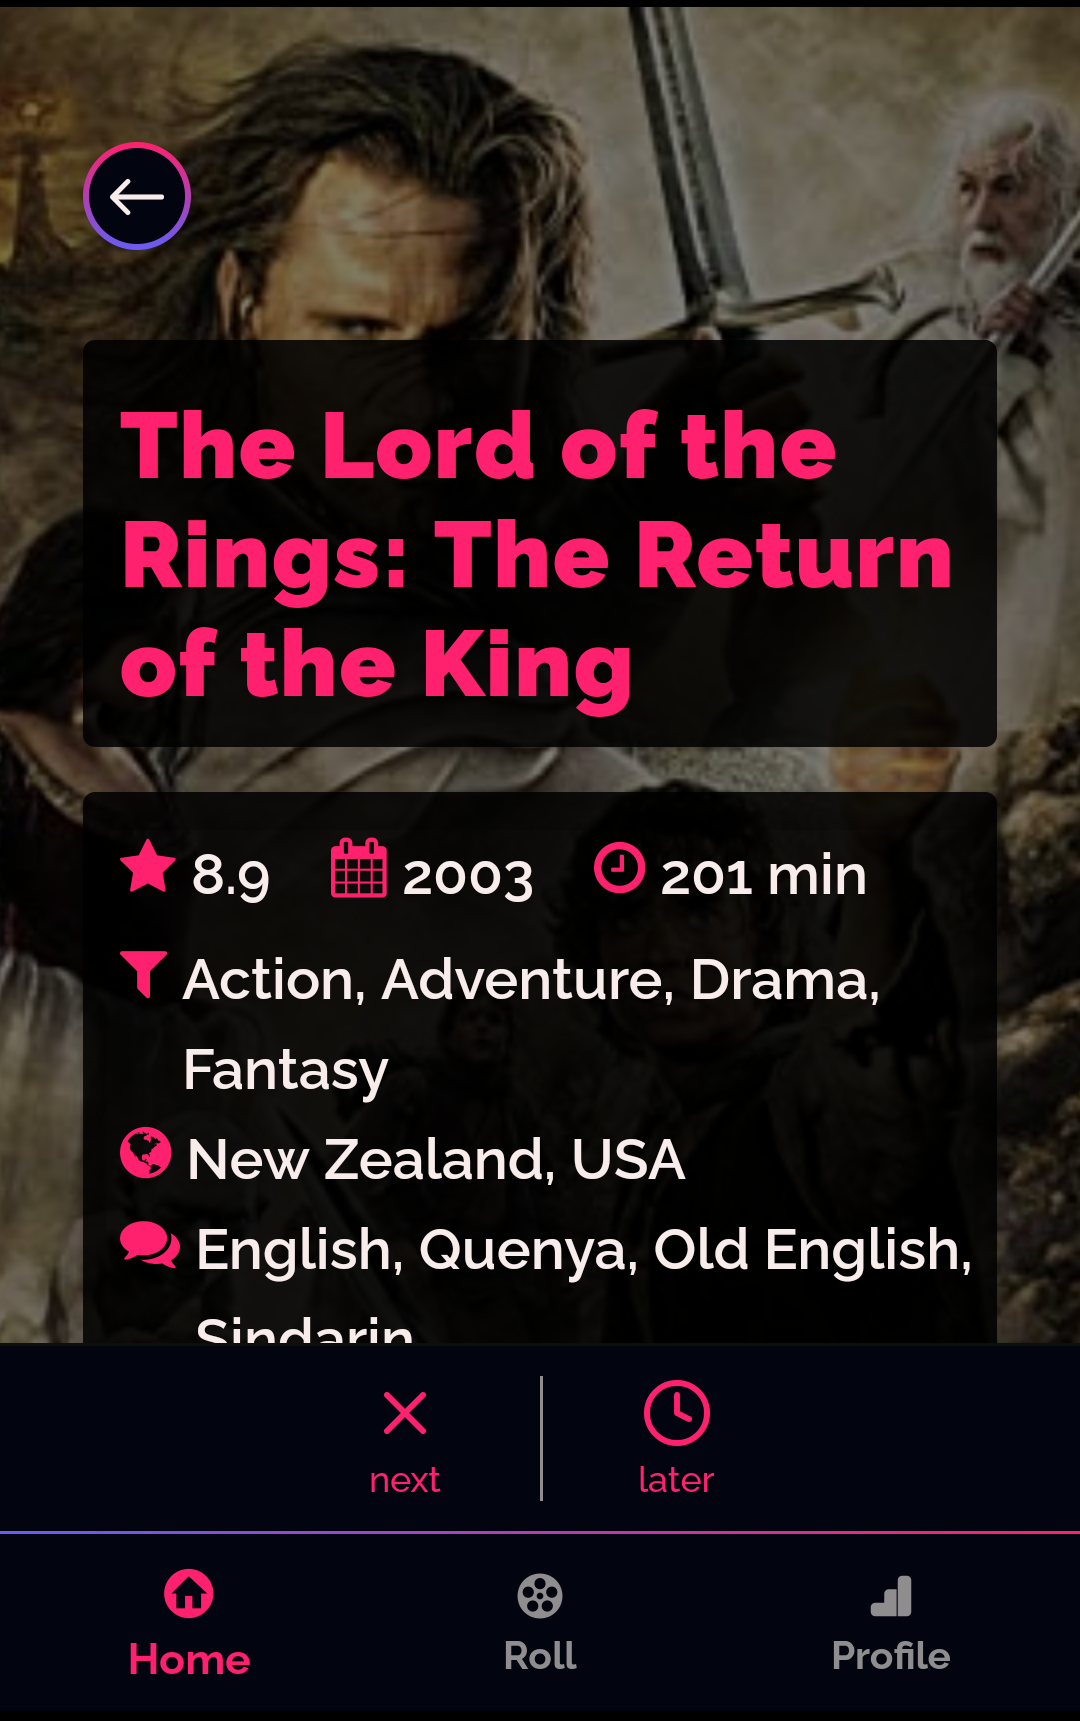 The Lord of the
Rings: The Return
of the King
8.9 2003 201 min
Action, Adventure, Drama,
Fantasy
New Zealand, USA
English, Quenya, Old English,
Sindarin
next later
Home Roll Profile